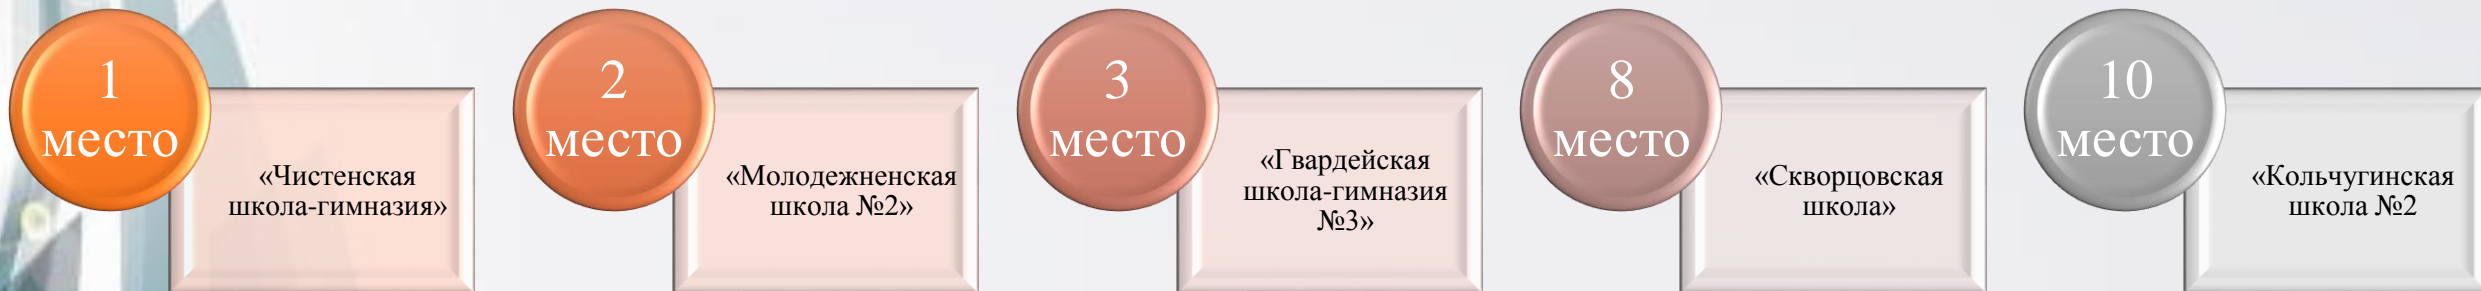 1
место
«Чистенская
школа-гимназия»
2
место
«Молодежненская
школа №2»
3
место
«Гвардейская
школа-гимназия
№3»
8
место
«Скворцовская
школа»
10
место
«Кольчугинская
школа №2